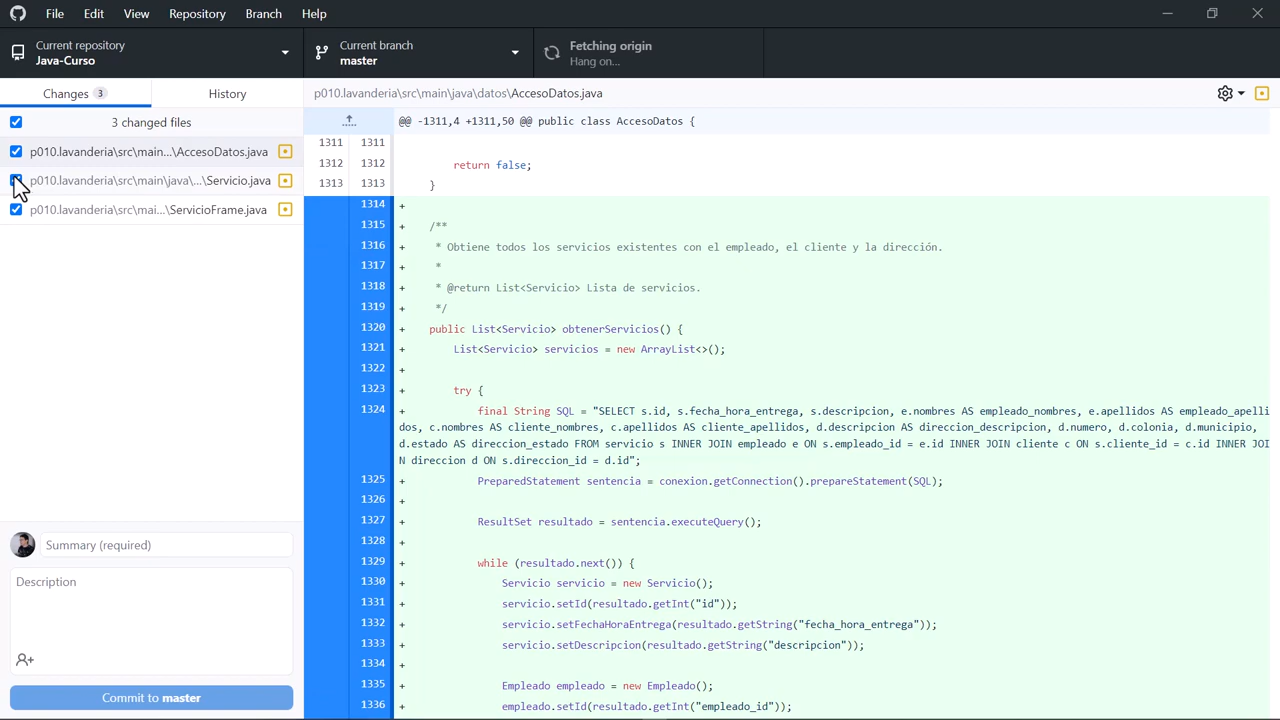 File Edit View Repository Branch Help
Current repository
Java-Curso
Current branch
master
Fetching origin
Hang on...
Changes 3 History
p010.lavanderia\src\main\java\datos\AccesoDatos.java
3 changed files
p010.lavanderia\src\main...\AccesoDatos.java
p010.lavanderia\src\main\java\...\Servicio.java
p010.lavanderia\src\mai...\ServicioFrame.java
Summary (required)
Description
Commit to master
@@ -1311,4 +1311,50 @@ public class AccesoDatos {
1311 1311
1312 1312 return false;
1313 1313 }
1314 +
1315 + /**
1316 + * Obtiene todos los servicios existentes con el empleado, el cliente y la dirección.
1317 + *
1318 + * @return List<Servicio> Lista de servicios.
1319 + */
1320 + public List<Servicio> obtenerServicios() {
1321 + List<Servicio> servicios = new ArrayList<>();
1322 +
1323 + try {
1324 + final String SQL = "SELECT s.id, s.fecha_hora_entrega, s.descripcion, e.nombres AS empleado_nombres, e.apellidos AS empleado_apelli
dos, c.nombres AS cliente_nombres, c.apellidos AS cliente_apellidos, d.descripcion AS direccion_descripcion, d.numero, d.colonia, d.municipio,
d.estado AS direccion_estado FROM servicio s INNER JOIN empleado e ON s.empleado_id = e.id INNER JOIN cliente c ON s.cliente_id = c.id INNER JOI
N direccion d ON s.direccion_id = d.id";
1325 + PreparedStatement sentencia = conexion.getConnection().prepareStatement(SQL);
1326 +
1327 + ResultSet resultado = sentencia.executeQuery();
1328 +
1329 + while (resultado.next()) {
1330 + Servicio servicio = new Servicio();
1331 + servicio.setId(resultado.getInt("id"));
1332 + servicio.setFechaHoraEntrega(resultado.getString("fecha_hora_entrega"));
1333 + servicio.setDescripcion(resultado.getString("descripcion"));
1334 +
1335 + Empleado empleado = new Empleado();
1336 + empleado.setId(resultado.getInt("empleado_id"));